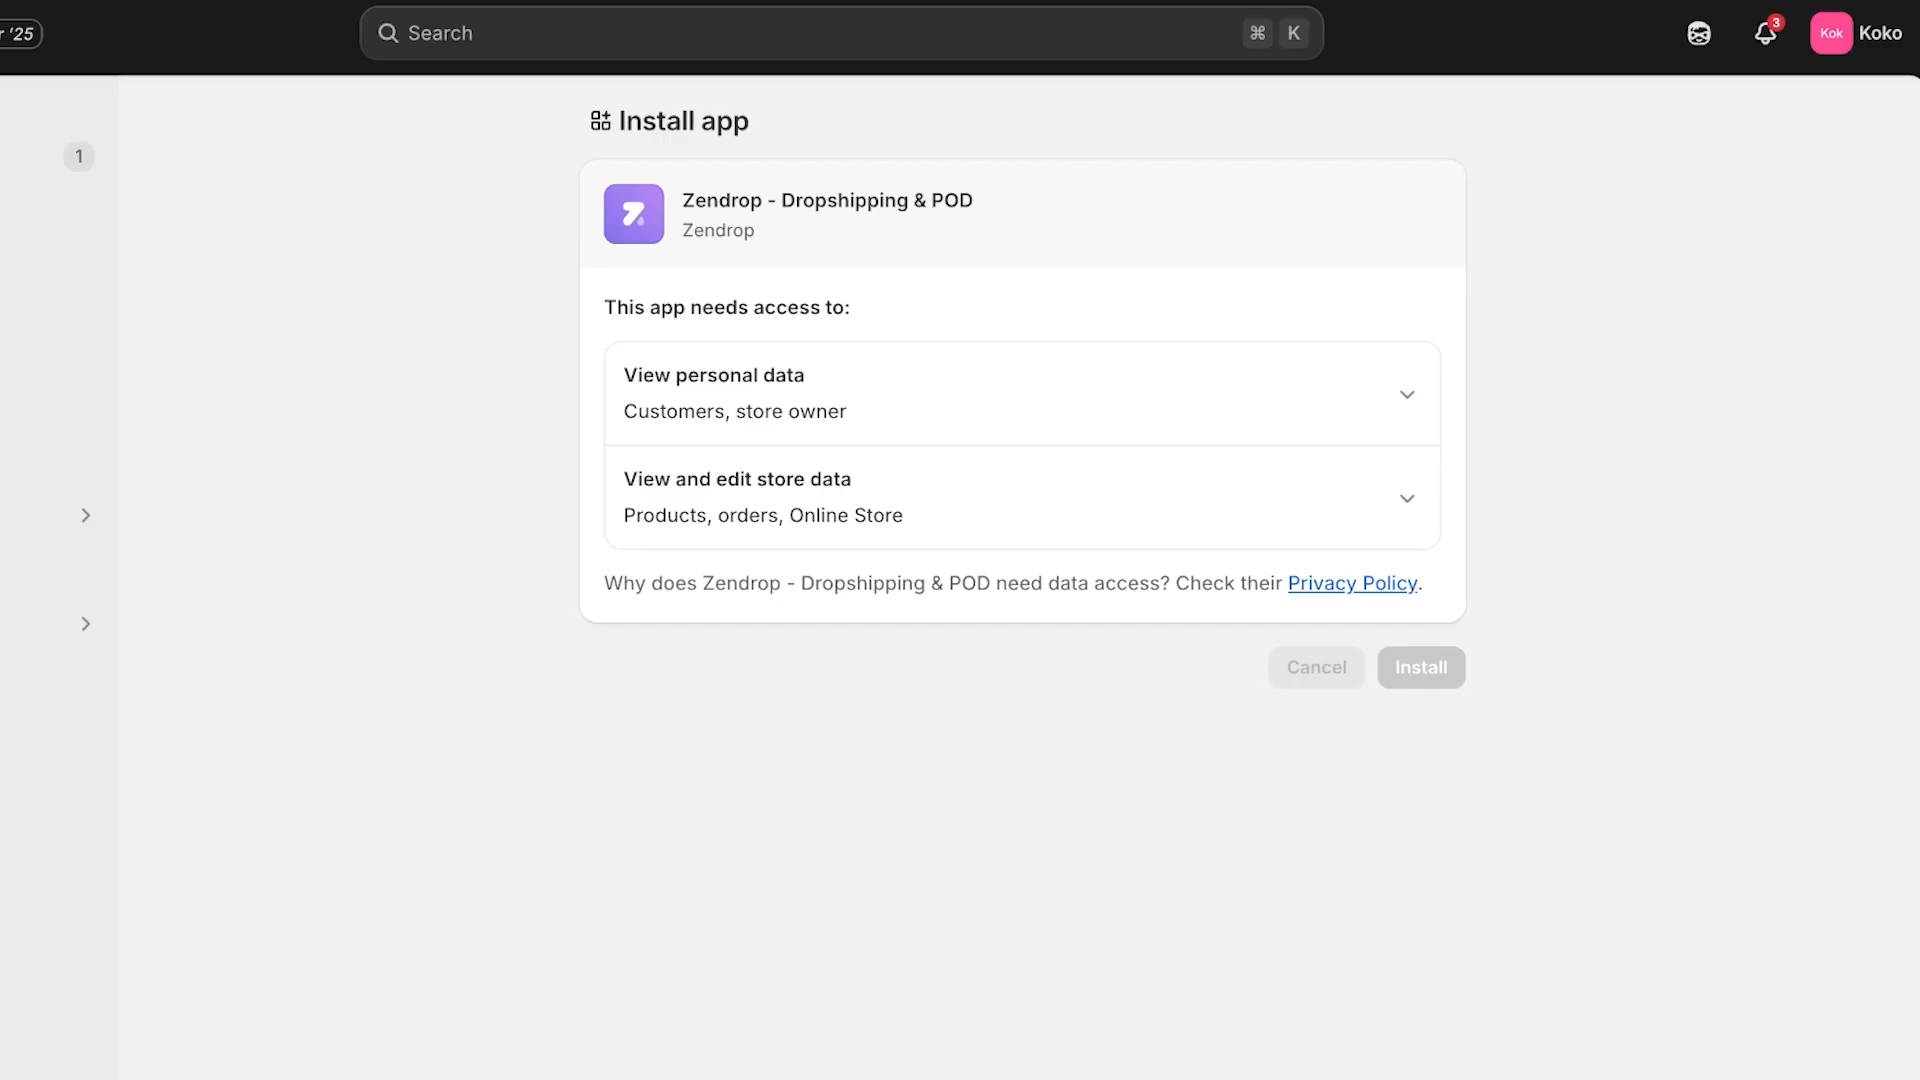 r '25
Search
⌘ K
3
Kok
Koko
1
Install app
Zendrop - Dropshipping & POD
Zendrop
This app needs access to:
View personal data
Customers, store owner
View and edit store data
Products, orders, Online Store
Why does Zendrop - Dropshipping & POD need data access? Check their Privacy Policy.
Cancel
Install